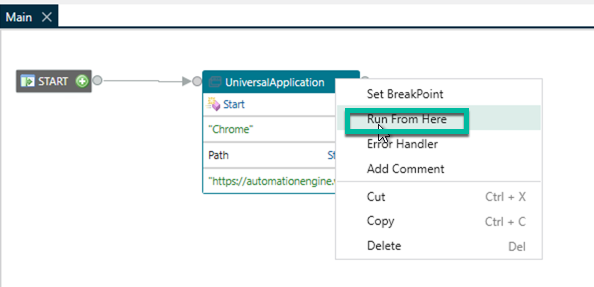 Main
START
UniversalApplication
Start
"Chrome"
Path St
"https://automationengine.
Set BreakPoint
Run From Here
Error Handler
Add Comment
Cut Ctrl + X
Copy Ctrl + C
Delete Del